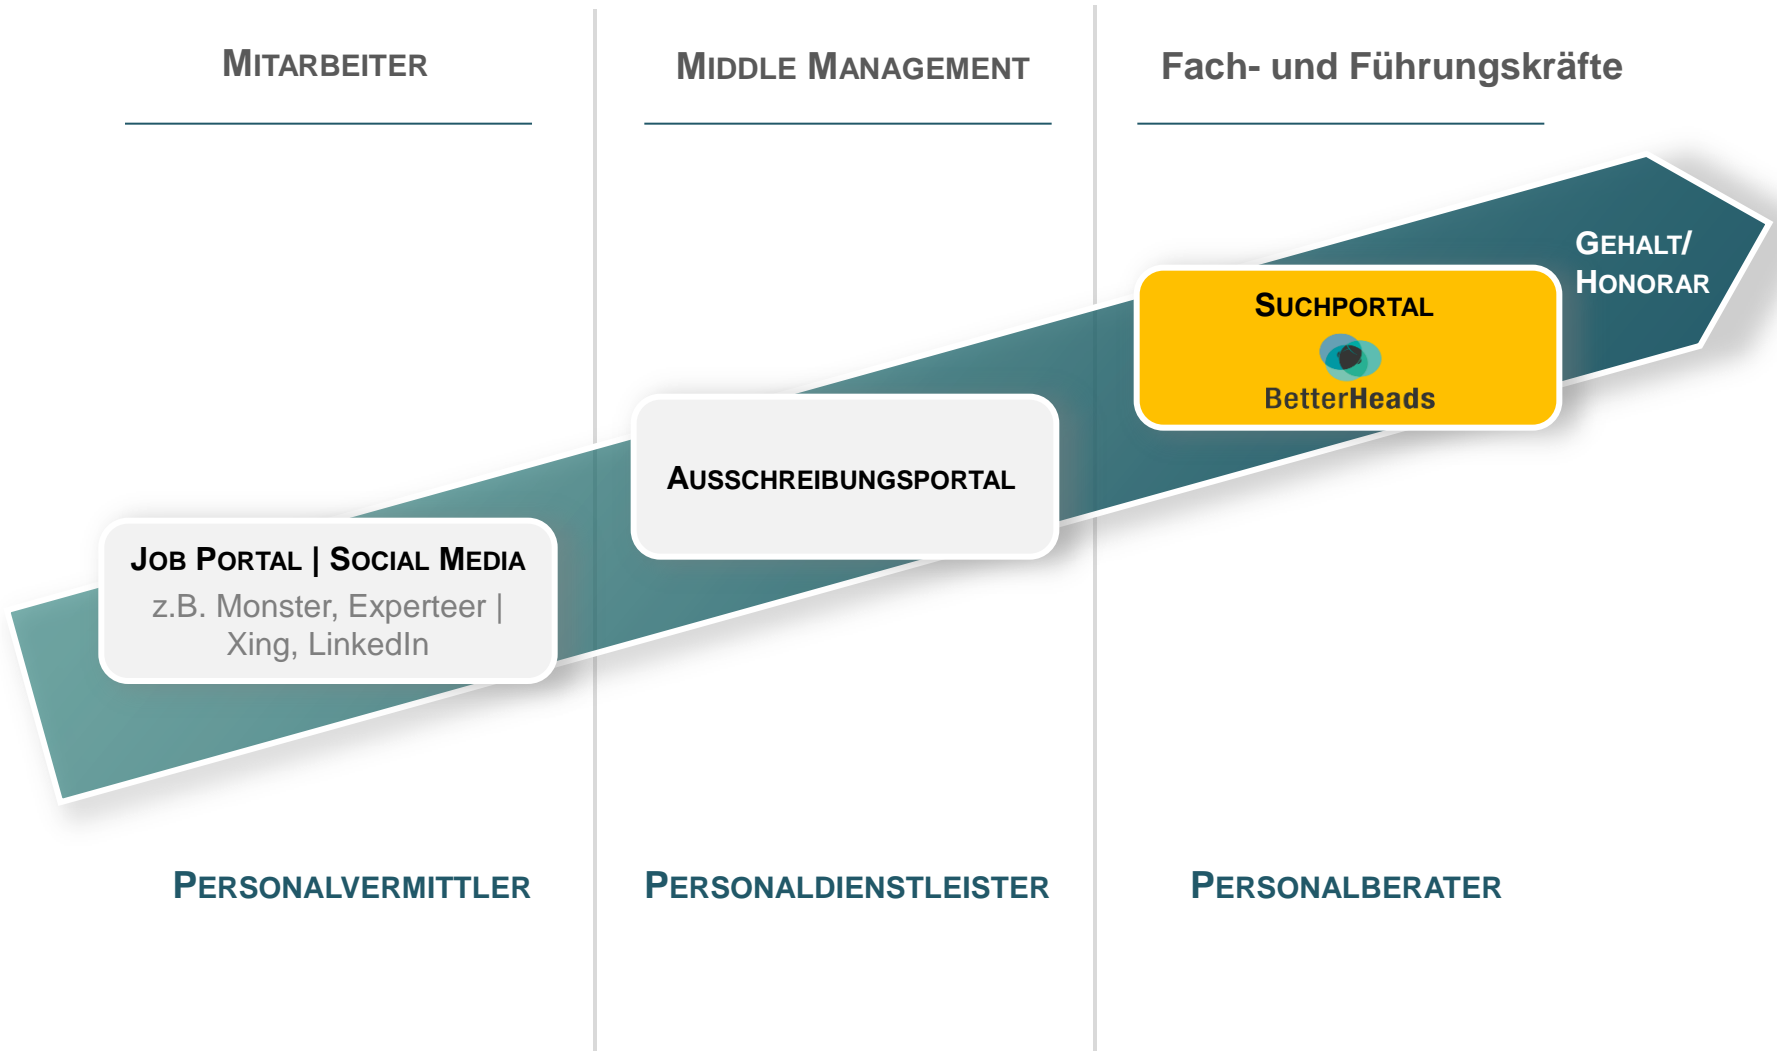 MITARBEITER
MIDDLE MANAGEMENT
Fach- und Führungskräfte
GEHALT/
HONORAR
SUCHPORTAL
BetterHeads
AUSSCHREIBUNGSPORTAL
JOB PORTAL | SOCIAL MEDIA
z.B. Monster, Experteer |
Xing, LinkedIn
PERSONALVERMITTLER
PERSONALDIENSTLEISTER
PERSONALBERATER